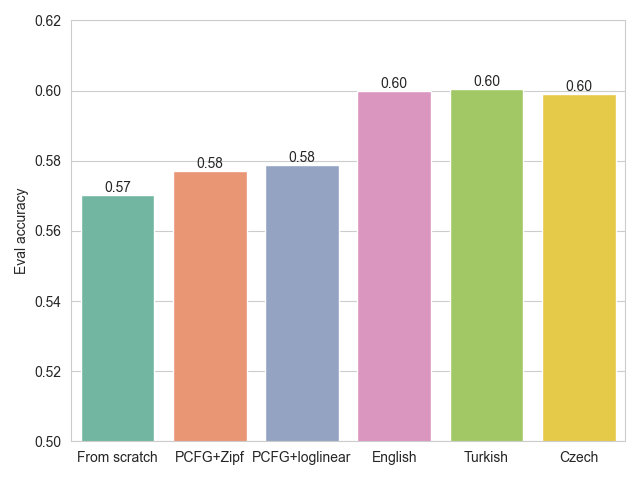 0.62
0.60
0.58
0.56
0.54
0.52
0.50
Eval accuracy
0.57
0.58
0.58
0.60
0.60
0.60
From scratch
PCFG+Zipf
PCFG+loglinear
English
Turkish
Czech